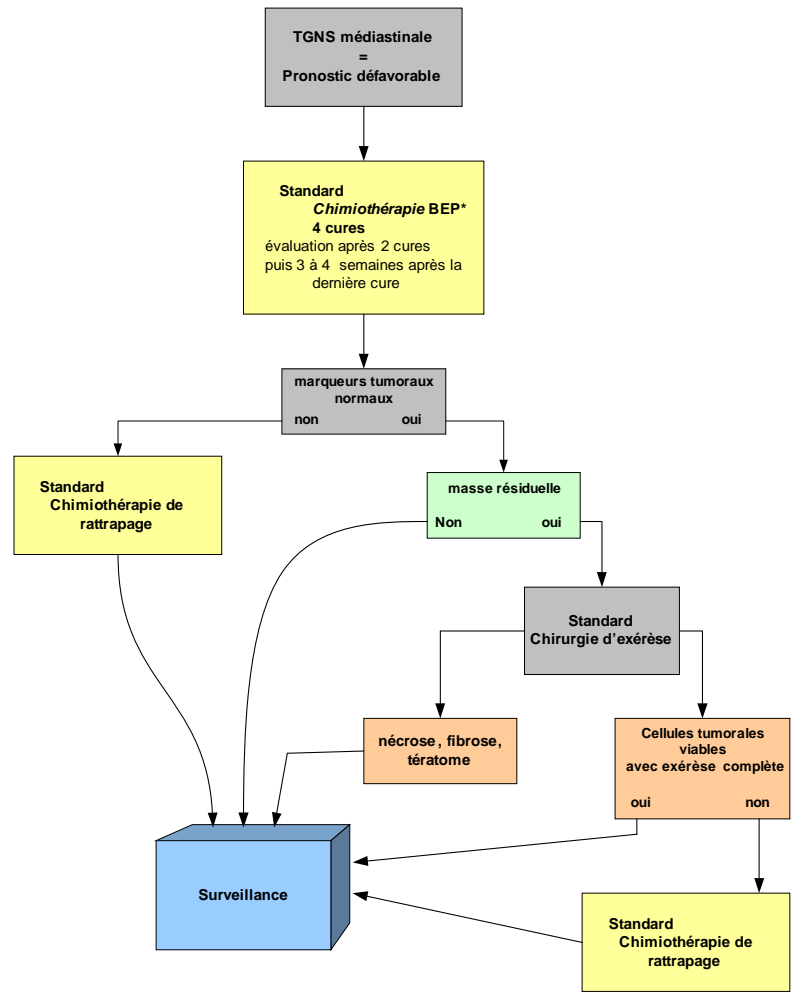 TGNS médiastinale
=
Pronostic défavorable
Standard
Chimiothérapie BEP*
4 cures
évaluation après 2 cures
puis 3 à 4 semaines après la
dernière cure
marqueurs tumoraux
normaux
non oui
Standard
Chimiothérapie de
rattrapage
masse résiduelle
Non oui
Standard
Chirurgie d'exérèse
nécrose, fibrose,
tératome
Cellules tumorales
viables
avec exérèse complète
oui non
Surveillance
Standard
Chimiothérapie de
rattrapage